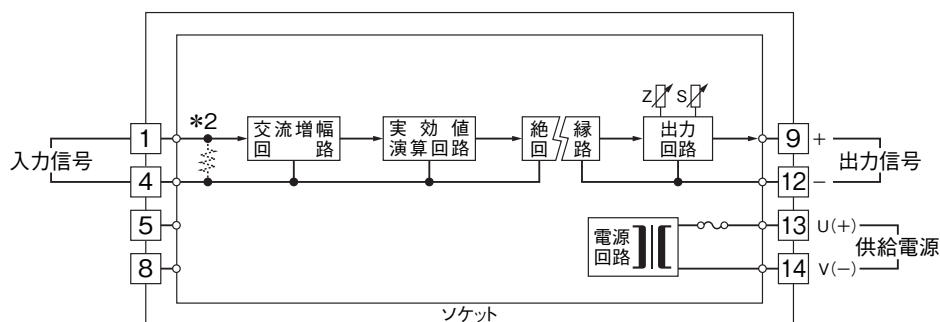 Z S
*2
1 交流増幅 実効値 絶 縁 出力 9 +
回路 演算回路 回 路 回路
入力信号 出力信号
4 12 −
5 電源 13 U(+)
回路 供給電源
8 14 V(−)
ソケット